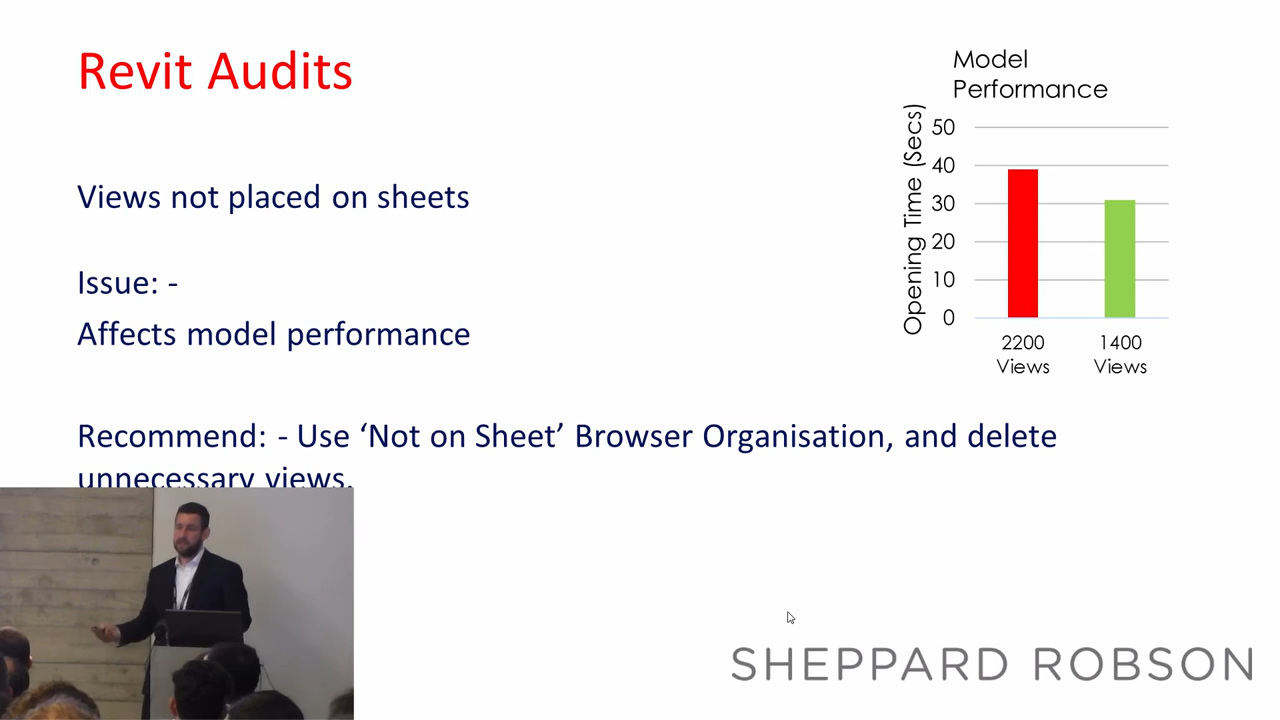 Revit Audits
Views not placed on sheets
Issue: -
Affects model performance
Recommend: - Use ‘Not on Sheet’ Browser Organisation, and delete
unnecessary views.
Model
Performance
Opening Time (Secs)
50
40
30
20
10
0
2200
Views
1400
Views
SHEPPARD ROBSON